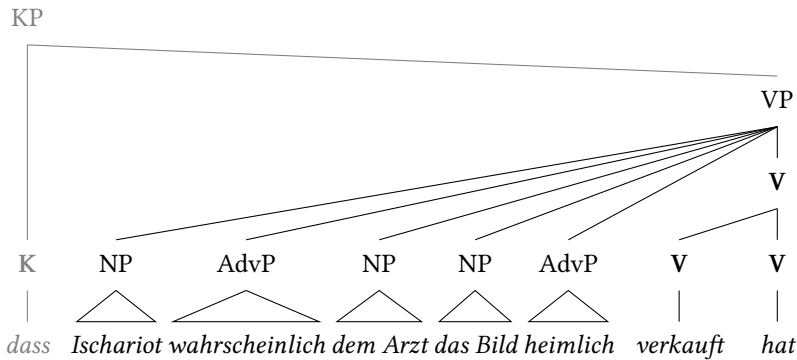 KP
VP
V
K NP AdvP NP NP AdvP V V
dass Ischariot wahrscheinlich dem Arzt das Bild heimlich verkauft hat